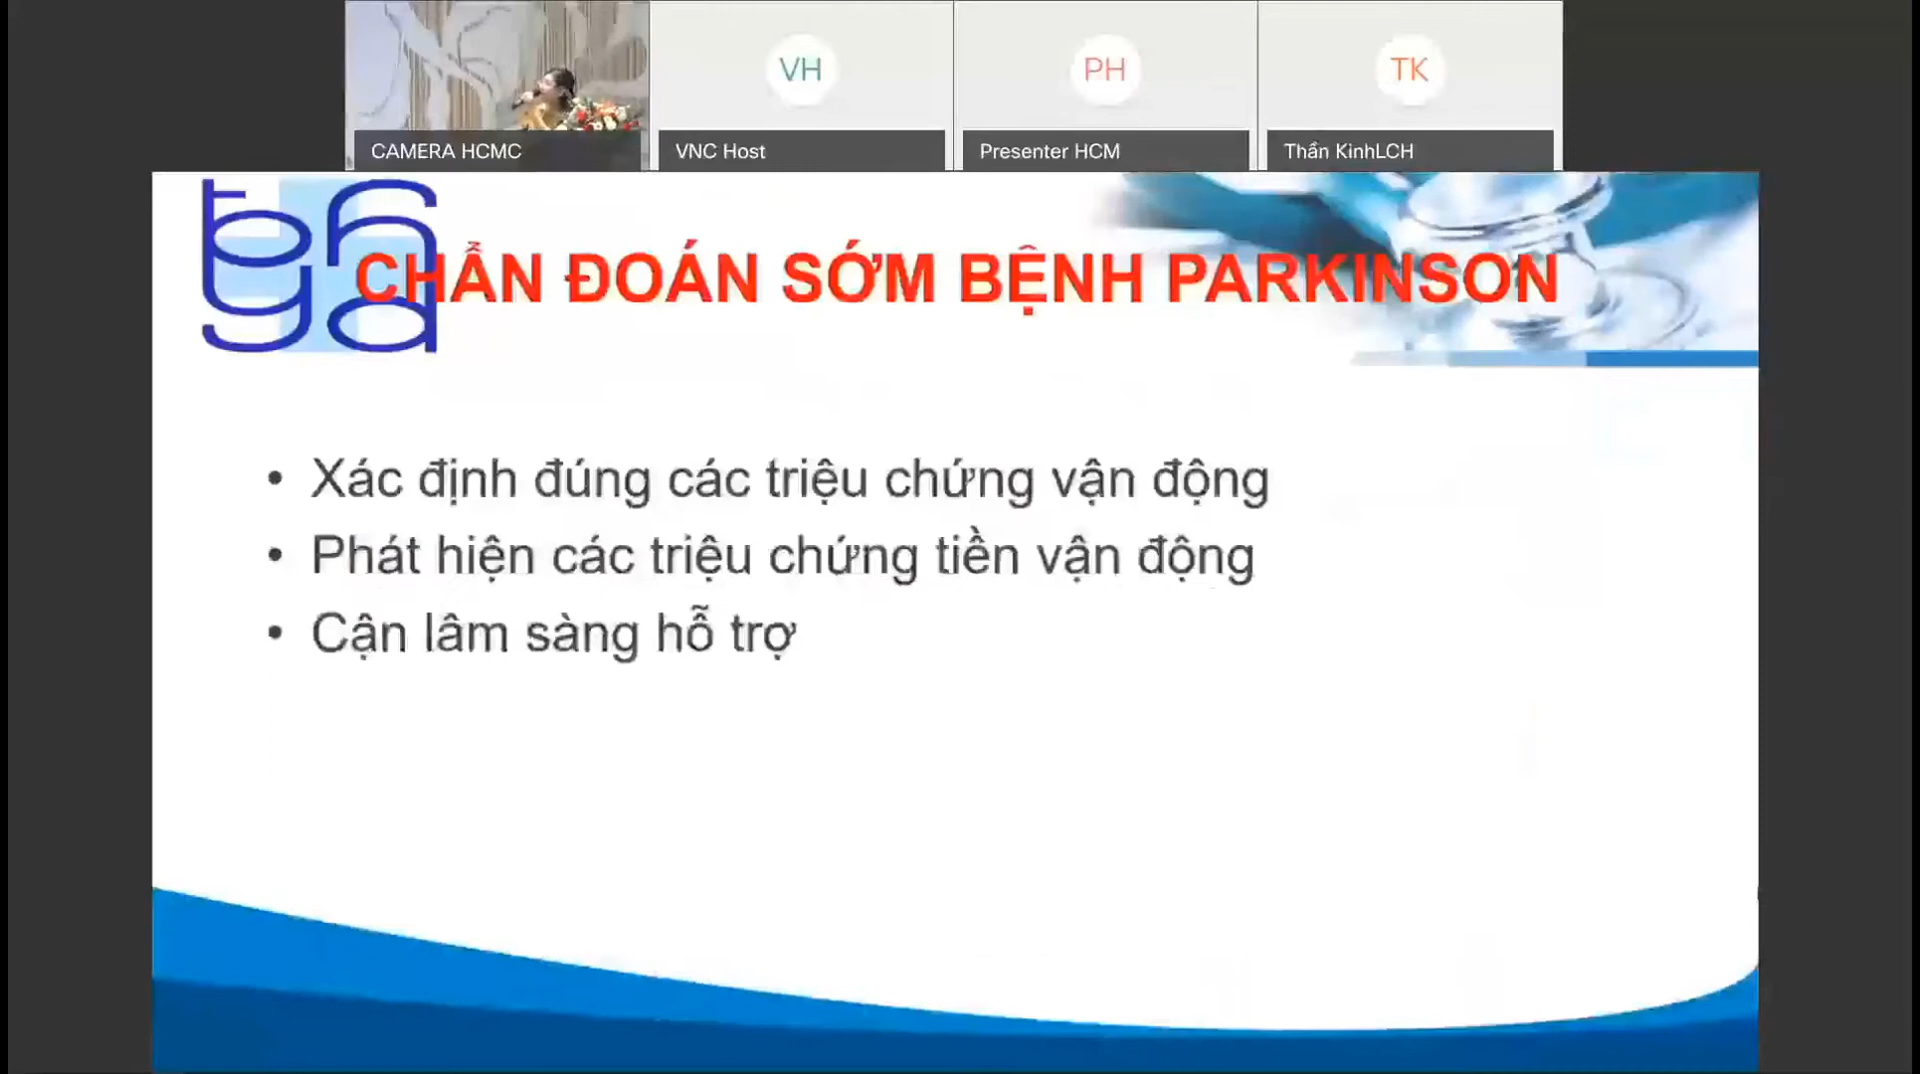 VH
PH
TK
CAMERA HCMC
VNC Host
Presenter HCM
Thần KinhLCH
CHẨN ĐOÁN SỚM BỆNH PARKINSON
• Xác định đúng các triệu chứng vận động
• Phát hiện các triệu chứng tiền vận động
• Cận lâm sàng hỗ trợ